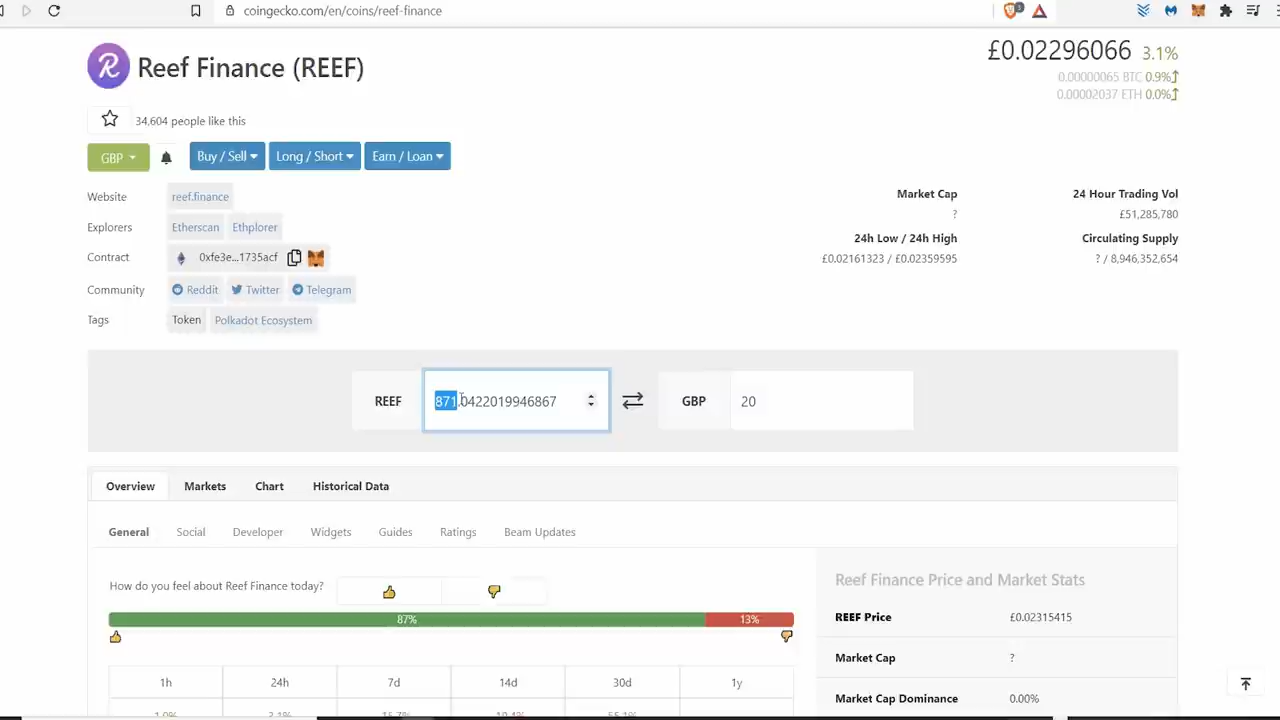 coingecko.com/en/coins/reef-finance
Reef Finance (REEF)
£0.02296066 3.1%
0.00000065 BTC 0.9%
0.00002037 ETH 0.0%
34,604 people like this
GBP
Buy / Sell
Long / Short
Earn / Loan
Website
reef.finance
Explorers
Etherscan
Ethplorer
Contract
0xfe3e...1735acf
Community
Reddit
Twitter
Telegram
Tags
Token
Polkadot Ecosystem
Market Cap
?
24 Hour Trading Vol
£51,285,780
24h Low / 24h High
£0.02161323 / £0.02359595
Circulating Supply
? / 8,946,352,654
REEF
871.0422019946867
GBP
20
Overview
Markets
Chart
Historical Data
General
Social
Developer
Widgets
Guides
Ratings
Beam Updates
How do you feel about Reef Finance today?
87%
13%
1h
24h
7d
14d
30d
1y
Reef Finance Price and Market Stats
REEF Price
£0.02315415
Market Cap
?
Market Cap Dominance
0.00%